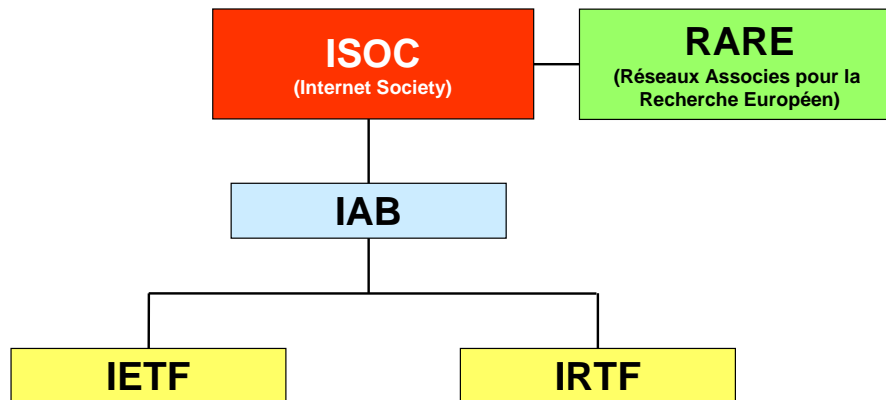 ISOC
(Internet Society)
RARE
(Réseaux Associes pour la
Recherche Européen)
IAB
IETF
IRTF